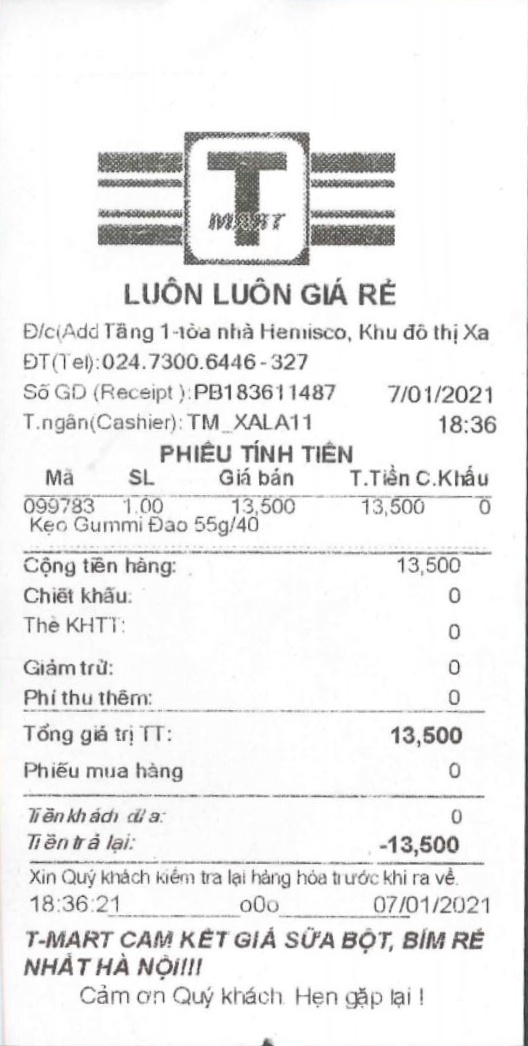 T
MART
LUÔN LUÔN GIÁ RẺ
Đ/c(Add Tầng 1-tòa nhà Hemisco, Khu đô thị Xa
ĐT(Tel):024.7300.6446 - 327
Số GD (Receipt ):PB183611487 7/01/2021
T.ngân(Cashier): TM_XALA11 18:36
PHIẾU TÍNH TIỀN
Mã SL Giá bán T.Tiền C.Khấu
099783 1.00 13,500 13,500 0
Kẹo Gummi Đào 55g/40
Cộng tiền hàng: 13,500
Chiết khấu: 0
Thẻ KHTT: 0
Giảm trừ: 0
Phí thu thêm: 0
Tổng giá trị TT: 13,500
Phiếu mua hàng 0
Tiền khách đưa: 0
Tiền trả lại: -13,500
Xin Quý khách kiểm tra lại hàng hóa trước khi ra về.
18:36:21 o0o 07/01/2021
T-MART CAM KẾT GIÁ SỮA BỘT, BỈM RẺ
NHẤT HÀ NỘI!!!
Cảm ơn Quý khách. Hẹn gặp lại !